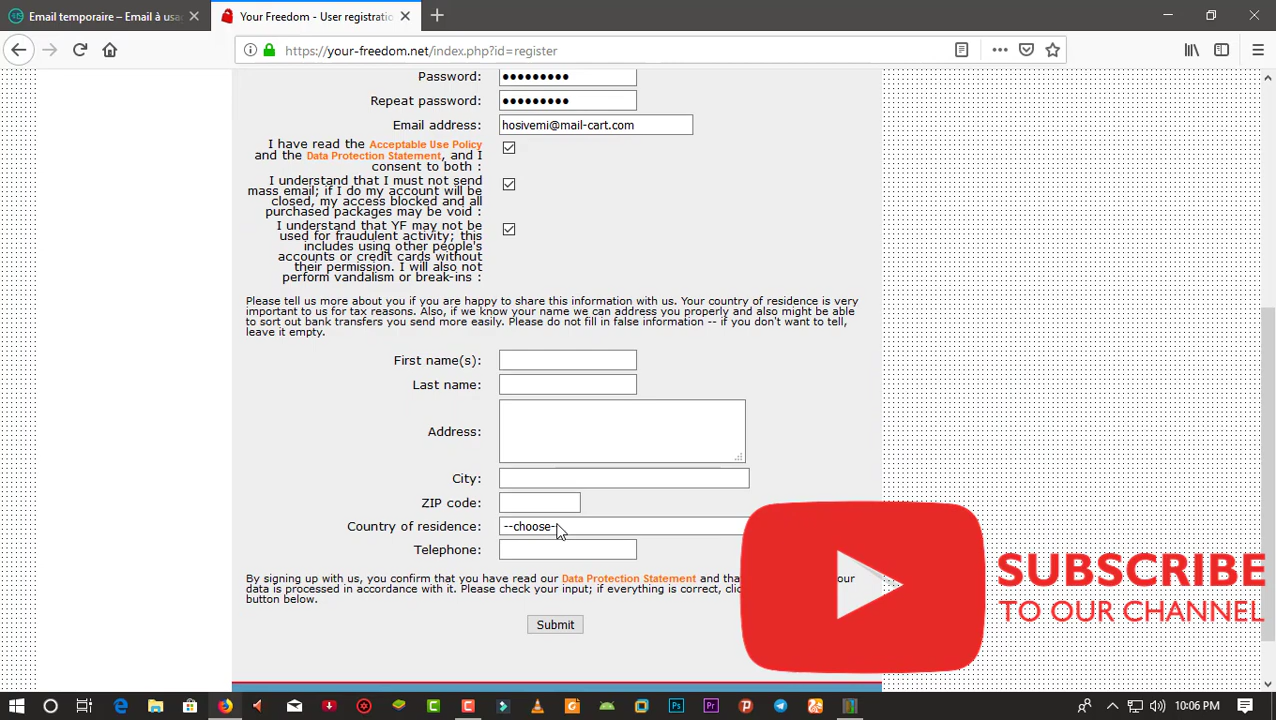 Email temporaire – Email à usa
Your Freedom - User registratio
https://your-freedom.net/index.php?id=register
Password: ●●●●●●●●●
Repeat password: ●●●●●●●●●
Email address: hosivemi@mail-cart.com
I have read the Acceptable Use Policy
and the Data Protection Statement, and I
consent to both :
I understand that I must not send
mass email; if I do my account will be
closed, my access blocked and all
purchased packages may be void :
I understand that YF may not be
used for fraudulent activity; this
includes using other people's
accounts or credit cards without
their permission. I will also not
perform vandalism or break-ins :
Please tell us more about you if you are happy to share this information with us. Your country of residence is very
important to us for tax reasons. Also, if we know your name we can address you properly and also might be able
to sort out bank transfers you send more easily. Please do not fill in false information -- if you don't want to tell,
leave it empty.
First name(s):
Last name:
Address:
City:
ZIP code:
Country of residence: --choose-
Telephone:
By signing up with us, you confirm that you have read our Data Protection Statement and tha our
data is processed in accordance with it. Please check your input; if everything is correct, clic
button below.
Submit
SUBSCRIBE
TO OUR CHANNEL
10:06 PM